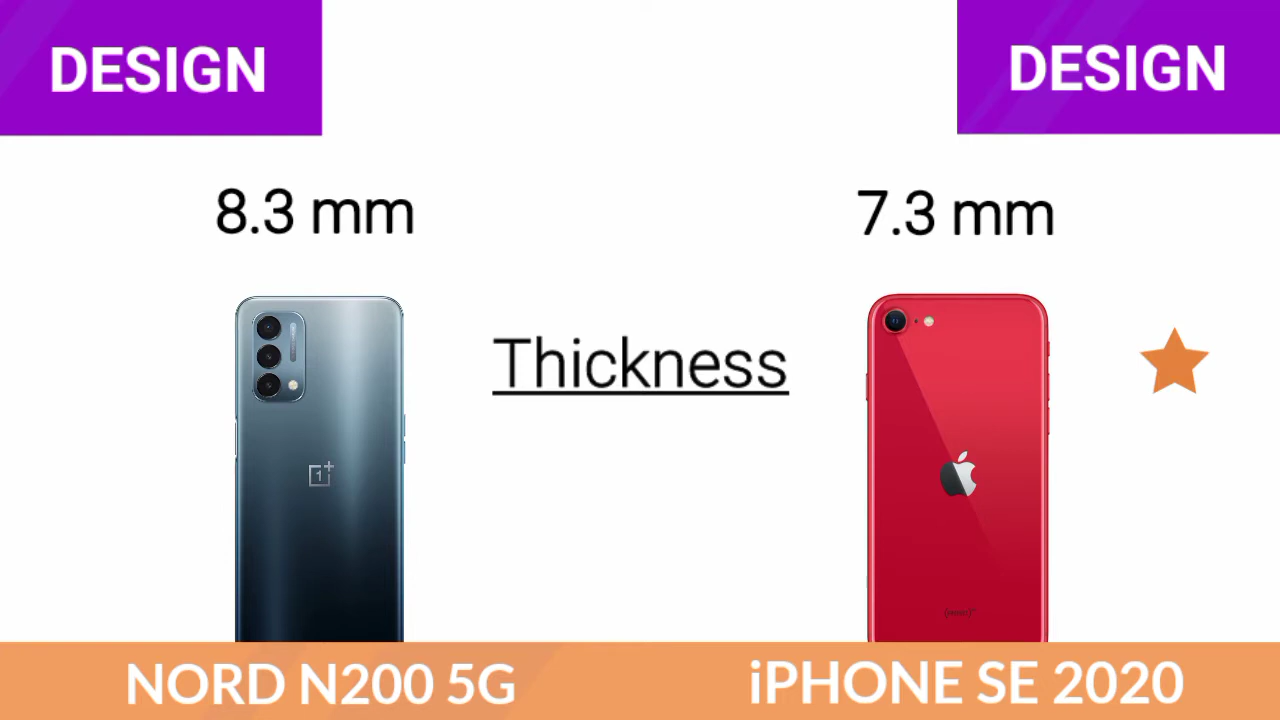 DESIGN
DESIGN
8.3 mm
7.3 mm
Thickness
NORD N200 5G
iPHONE SE 2020